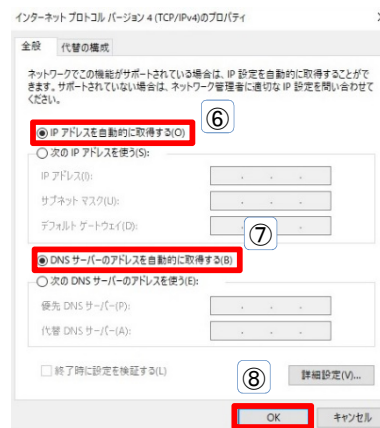 インターネット プロトコル バージョン 4 (TCP/IPv4)のプロパティ
全般 代替の構成
ネットワークでこの機能がサポートされている場合は、IP 設定を自動的に取得することがで
きます。サポートされていない場合は、ネットワーク管理者に適切な IP 設定を問い合わせて
ください。
⑥
IP アドレスを自動的に取得する(O)
次の IP アドレスを使う(S):
IP アドレス(I):
サブネット マスク(U):
デフォルト ゲートウェイ(D):
⑦
DNS サーバーのアドレスを自動的に取得する(B)
次の DNS サーバーのアドレスを使う(E):
優先 DNS サーバー(P):
代替 DNS サーバー(A):
終了時に設定を検証する(L)
⑧
詳細設定(V)...
OK キャンセル